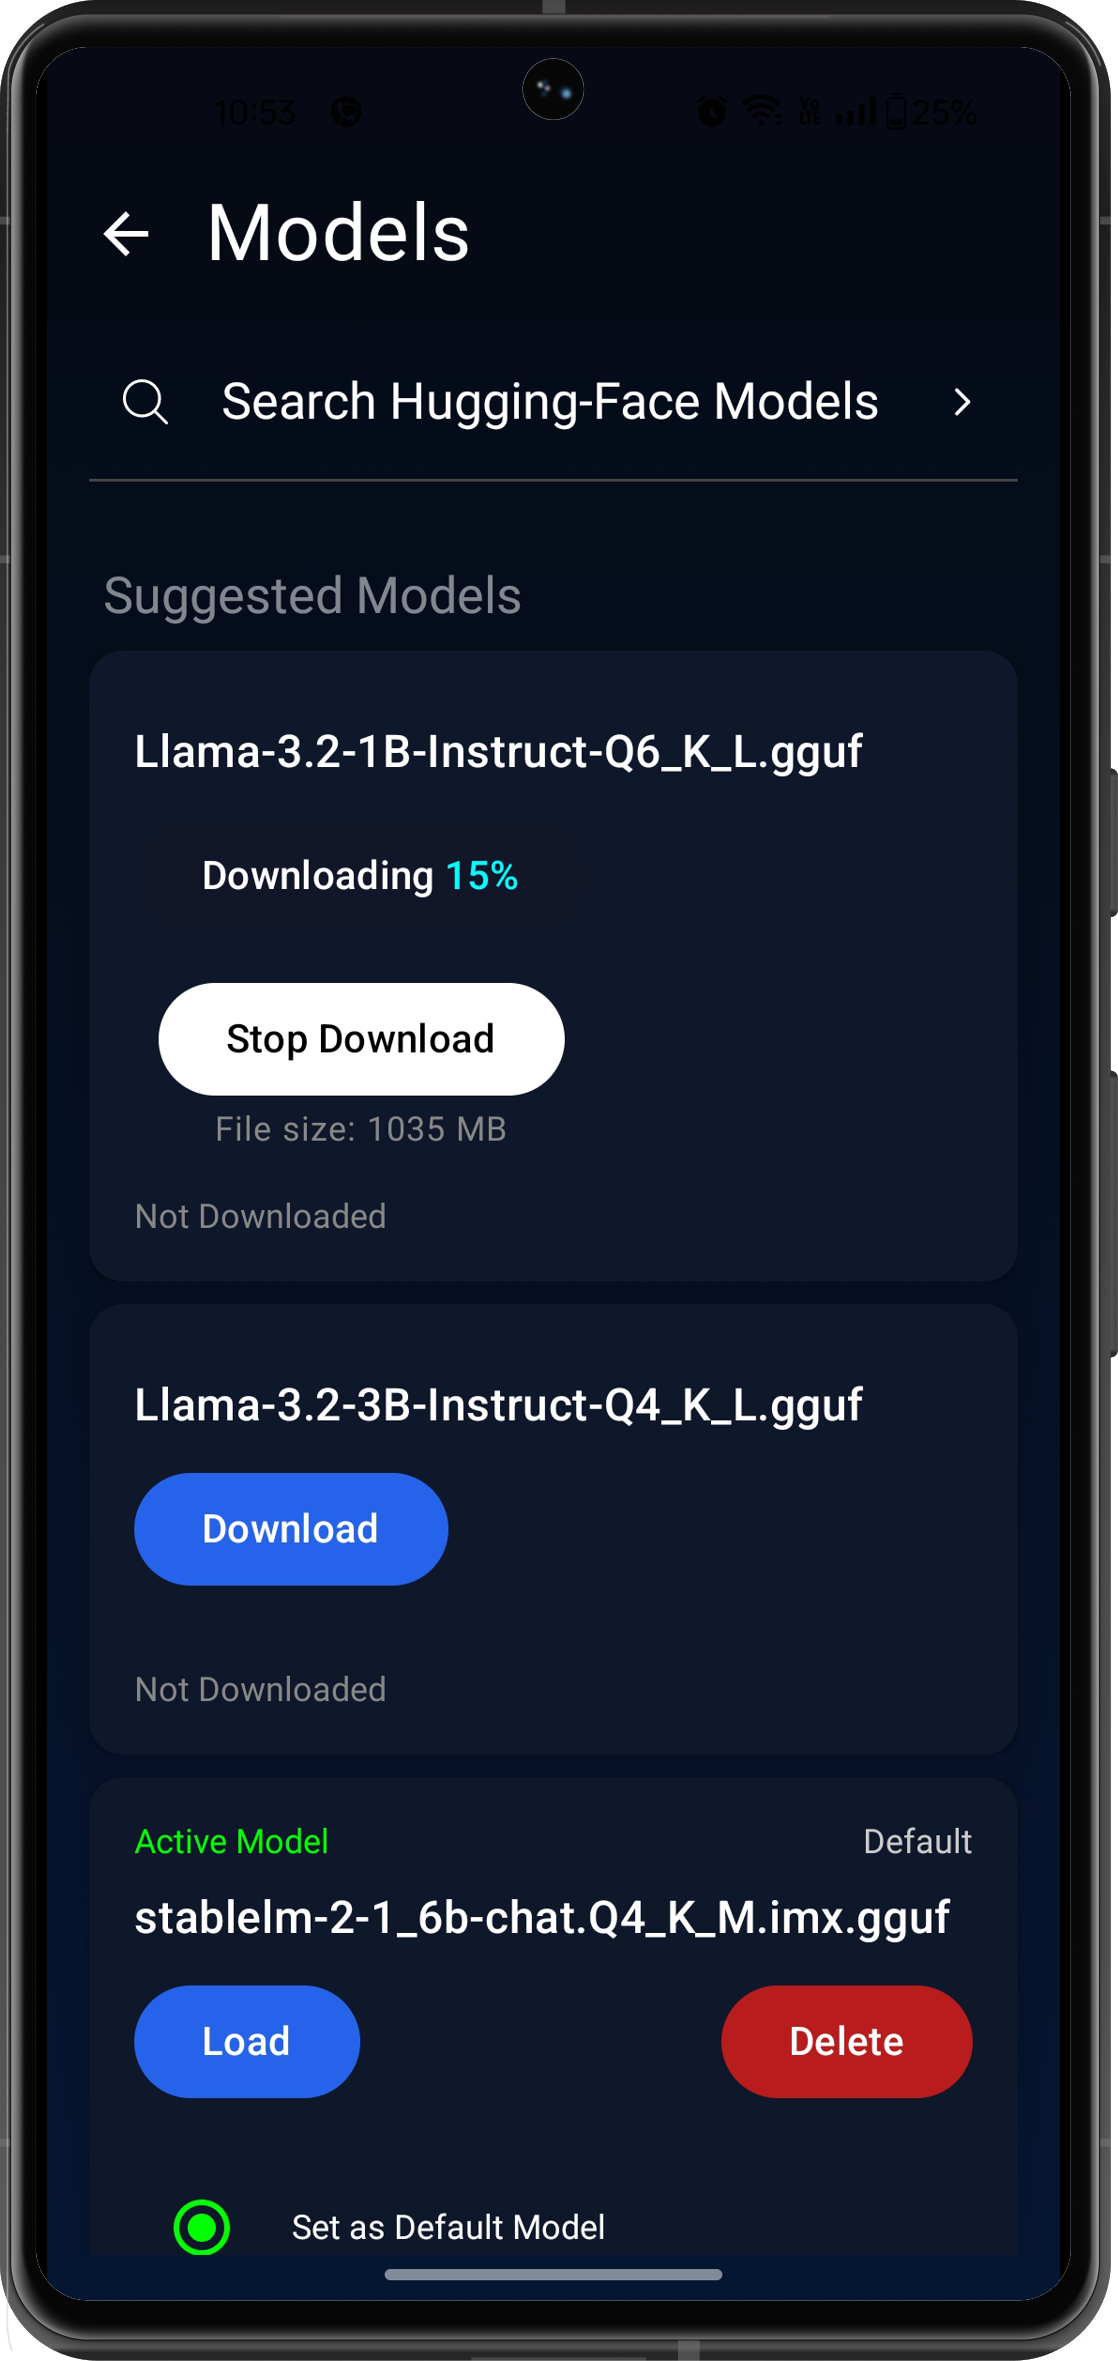 10:53 Vo LTE 25%
Models
Search Hugging-Face Models
Suggested Models
Llama-3.2-1B-Instruct-Q6_K_L.gguf
Downloading 15%
Stop Download
File size: 1035 MB
Not Downloaded
Llama-3.2-3B-Instruct-Q4_K_L.gguf
Download
Not Downloaded
Active Model Default
stablelm-2-1_6b-chat.Q4_K_M.imx.gguf
Load Delete
Set as Default Model